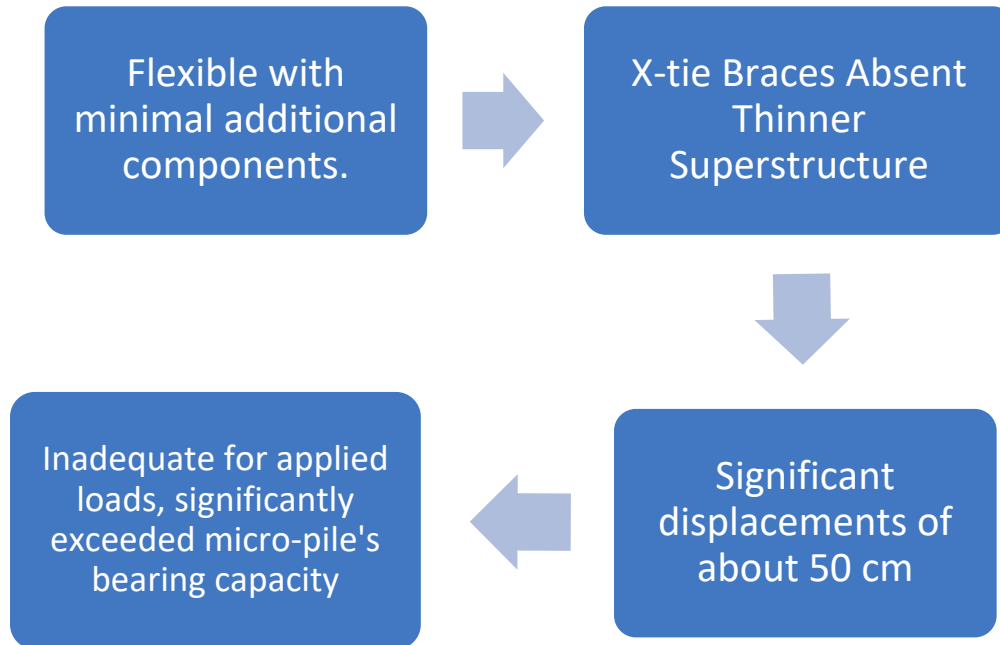 Flexible with
minimal additional
components.
X-tie Braces Absent
Thinner
Superstructure
Significant
displacements of
about 50 cm
Inadequate for applied
loads, significantly
exceeded micro-pile's
bearing capacity